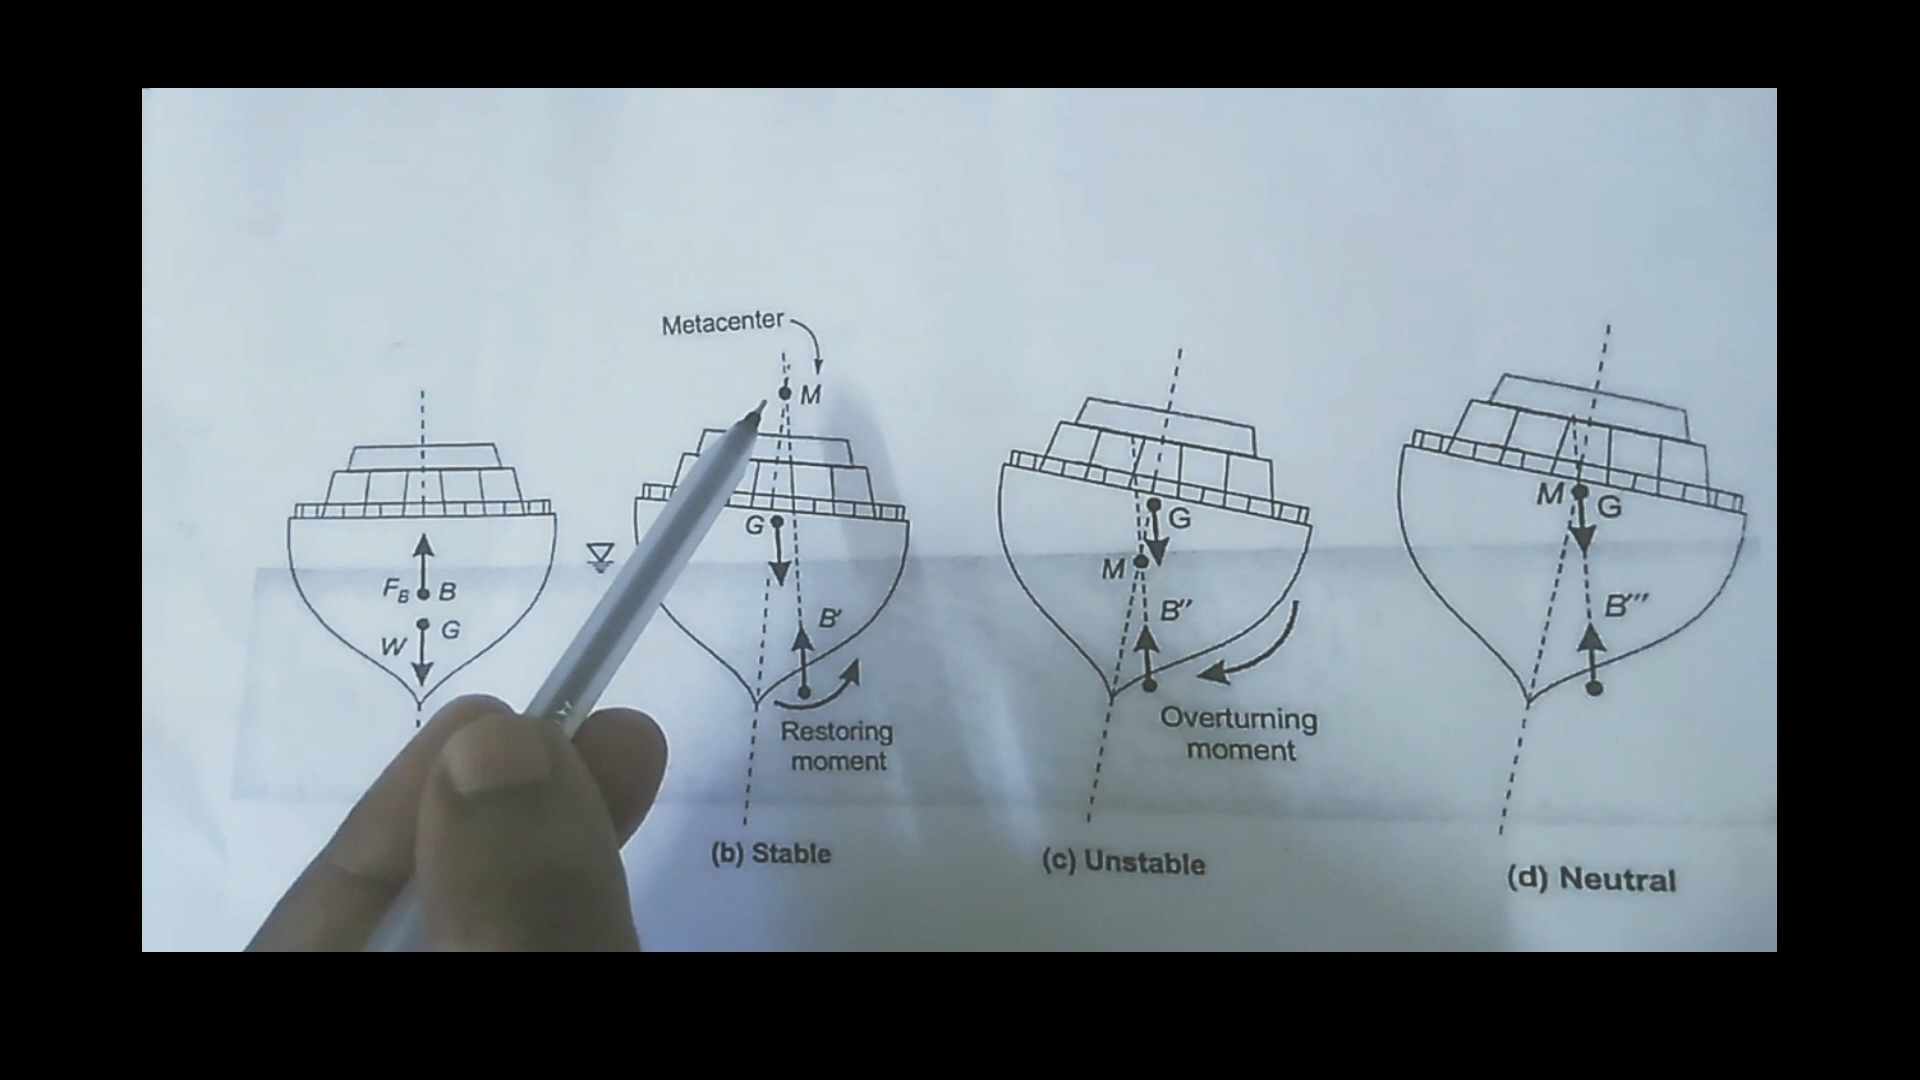 Metacenter
M
F_B B
W G
G
B′
Restoring
moment
(b) Stable
G
M
B″
Overturning
moment
(c) Unstable
M G
B‴
(d) Neutral